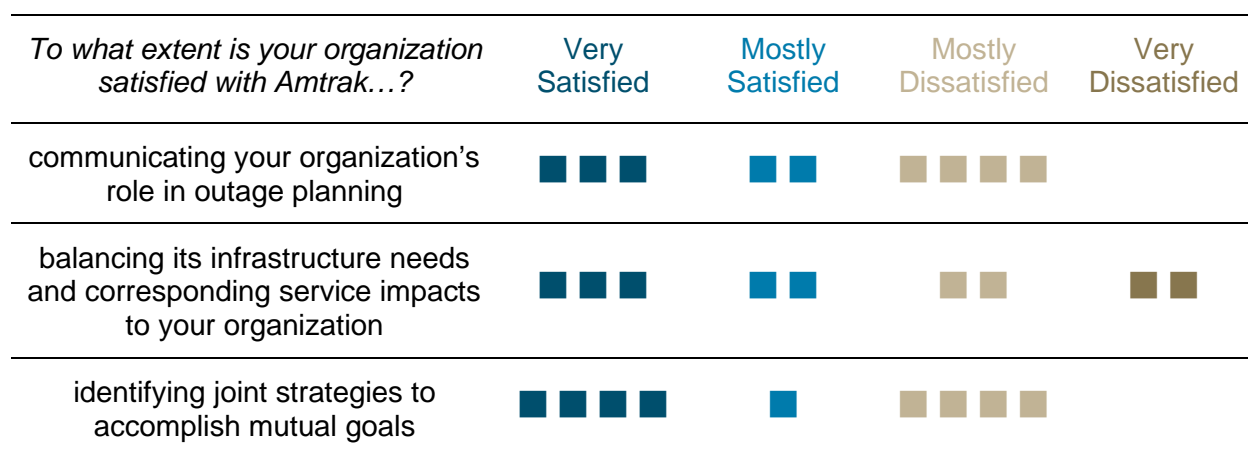 To what extent is your organization satisfied with Amtrak…?
Very Satisfied
Mostly Satisfied
Mostly Dissatisfied
Very Dissatisfied
communicating your organization's
role in outage planning
balancing its infrastructure needs
and corresponding service impacts
to your organization
identifying joint strategies to
accomplish mutual goals